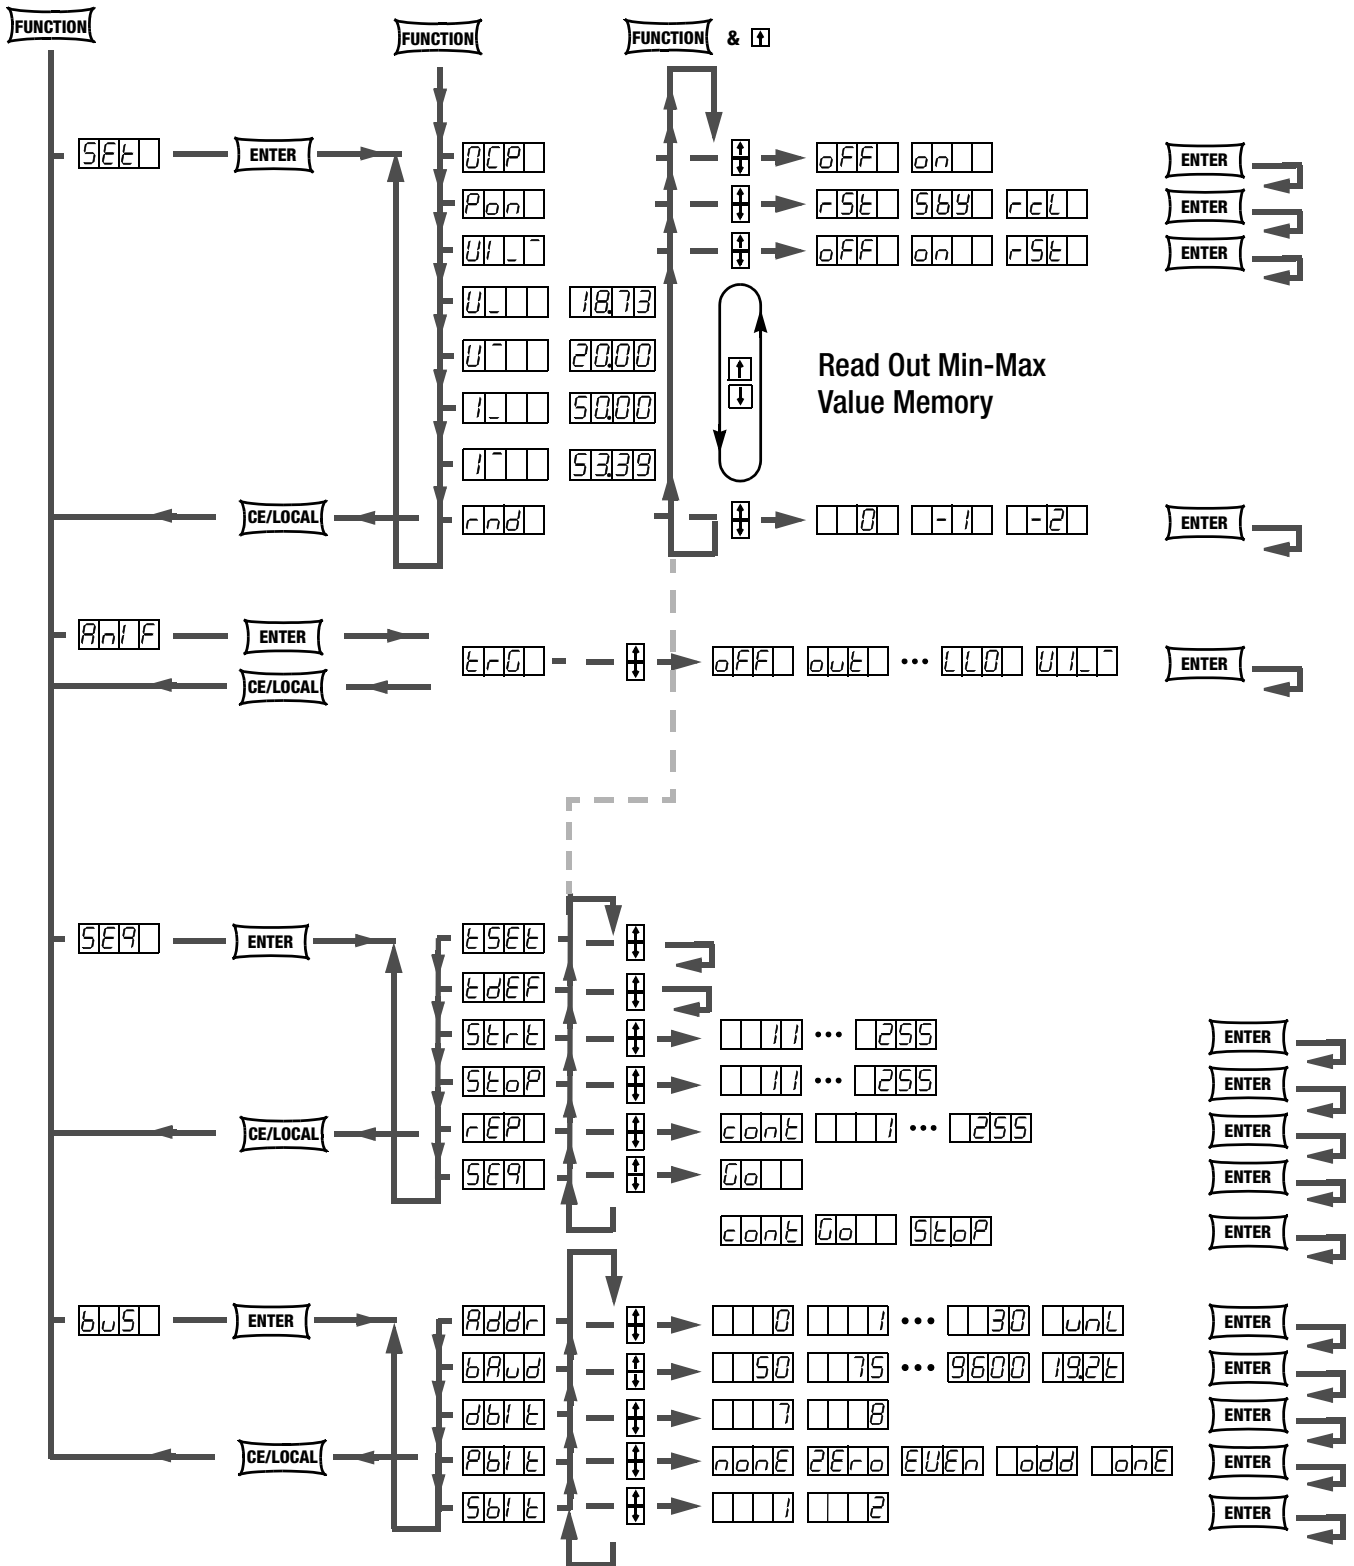 FUNCTION FUNCTION FUNCTION & ↑
SEt ENTER OCP oFF on ENTER
Pon rSt SbY rcL ENTER
UI_¯ oFF on rSt ENTER
U_ 18.73
U¯ 20.00
Read Out Min-Max
Value Memory
I_ 50.00
I¯ 53.39
CE/LOCAL rnd 0 -1 -2 ENTER
AnIF ENTER
trG oFF out ••• LLO UI_¯ ENTER
CE/LOCAL
SEq ENTER tSEt
tdEF
Strt 11 ••• 255 ENTER
StoP 11 ••• 255 ENTER
CE/LOCAL rEP cont 1 ••• 255 ENTER
SEq Go ENTER
cont Go StoP ENTER
buS ENTER Addr 0 1 ••• 30 unL ENTER
bAud 50 75 ••• 9600 19.2t ENTER
dbIt 7 8 ENTER
CE/LOCAL PbIt nonE 2Ero EUEn odd onE ENTER
SbIt 1 2 ENTER